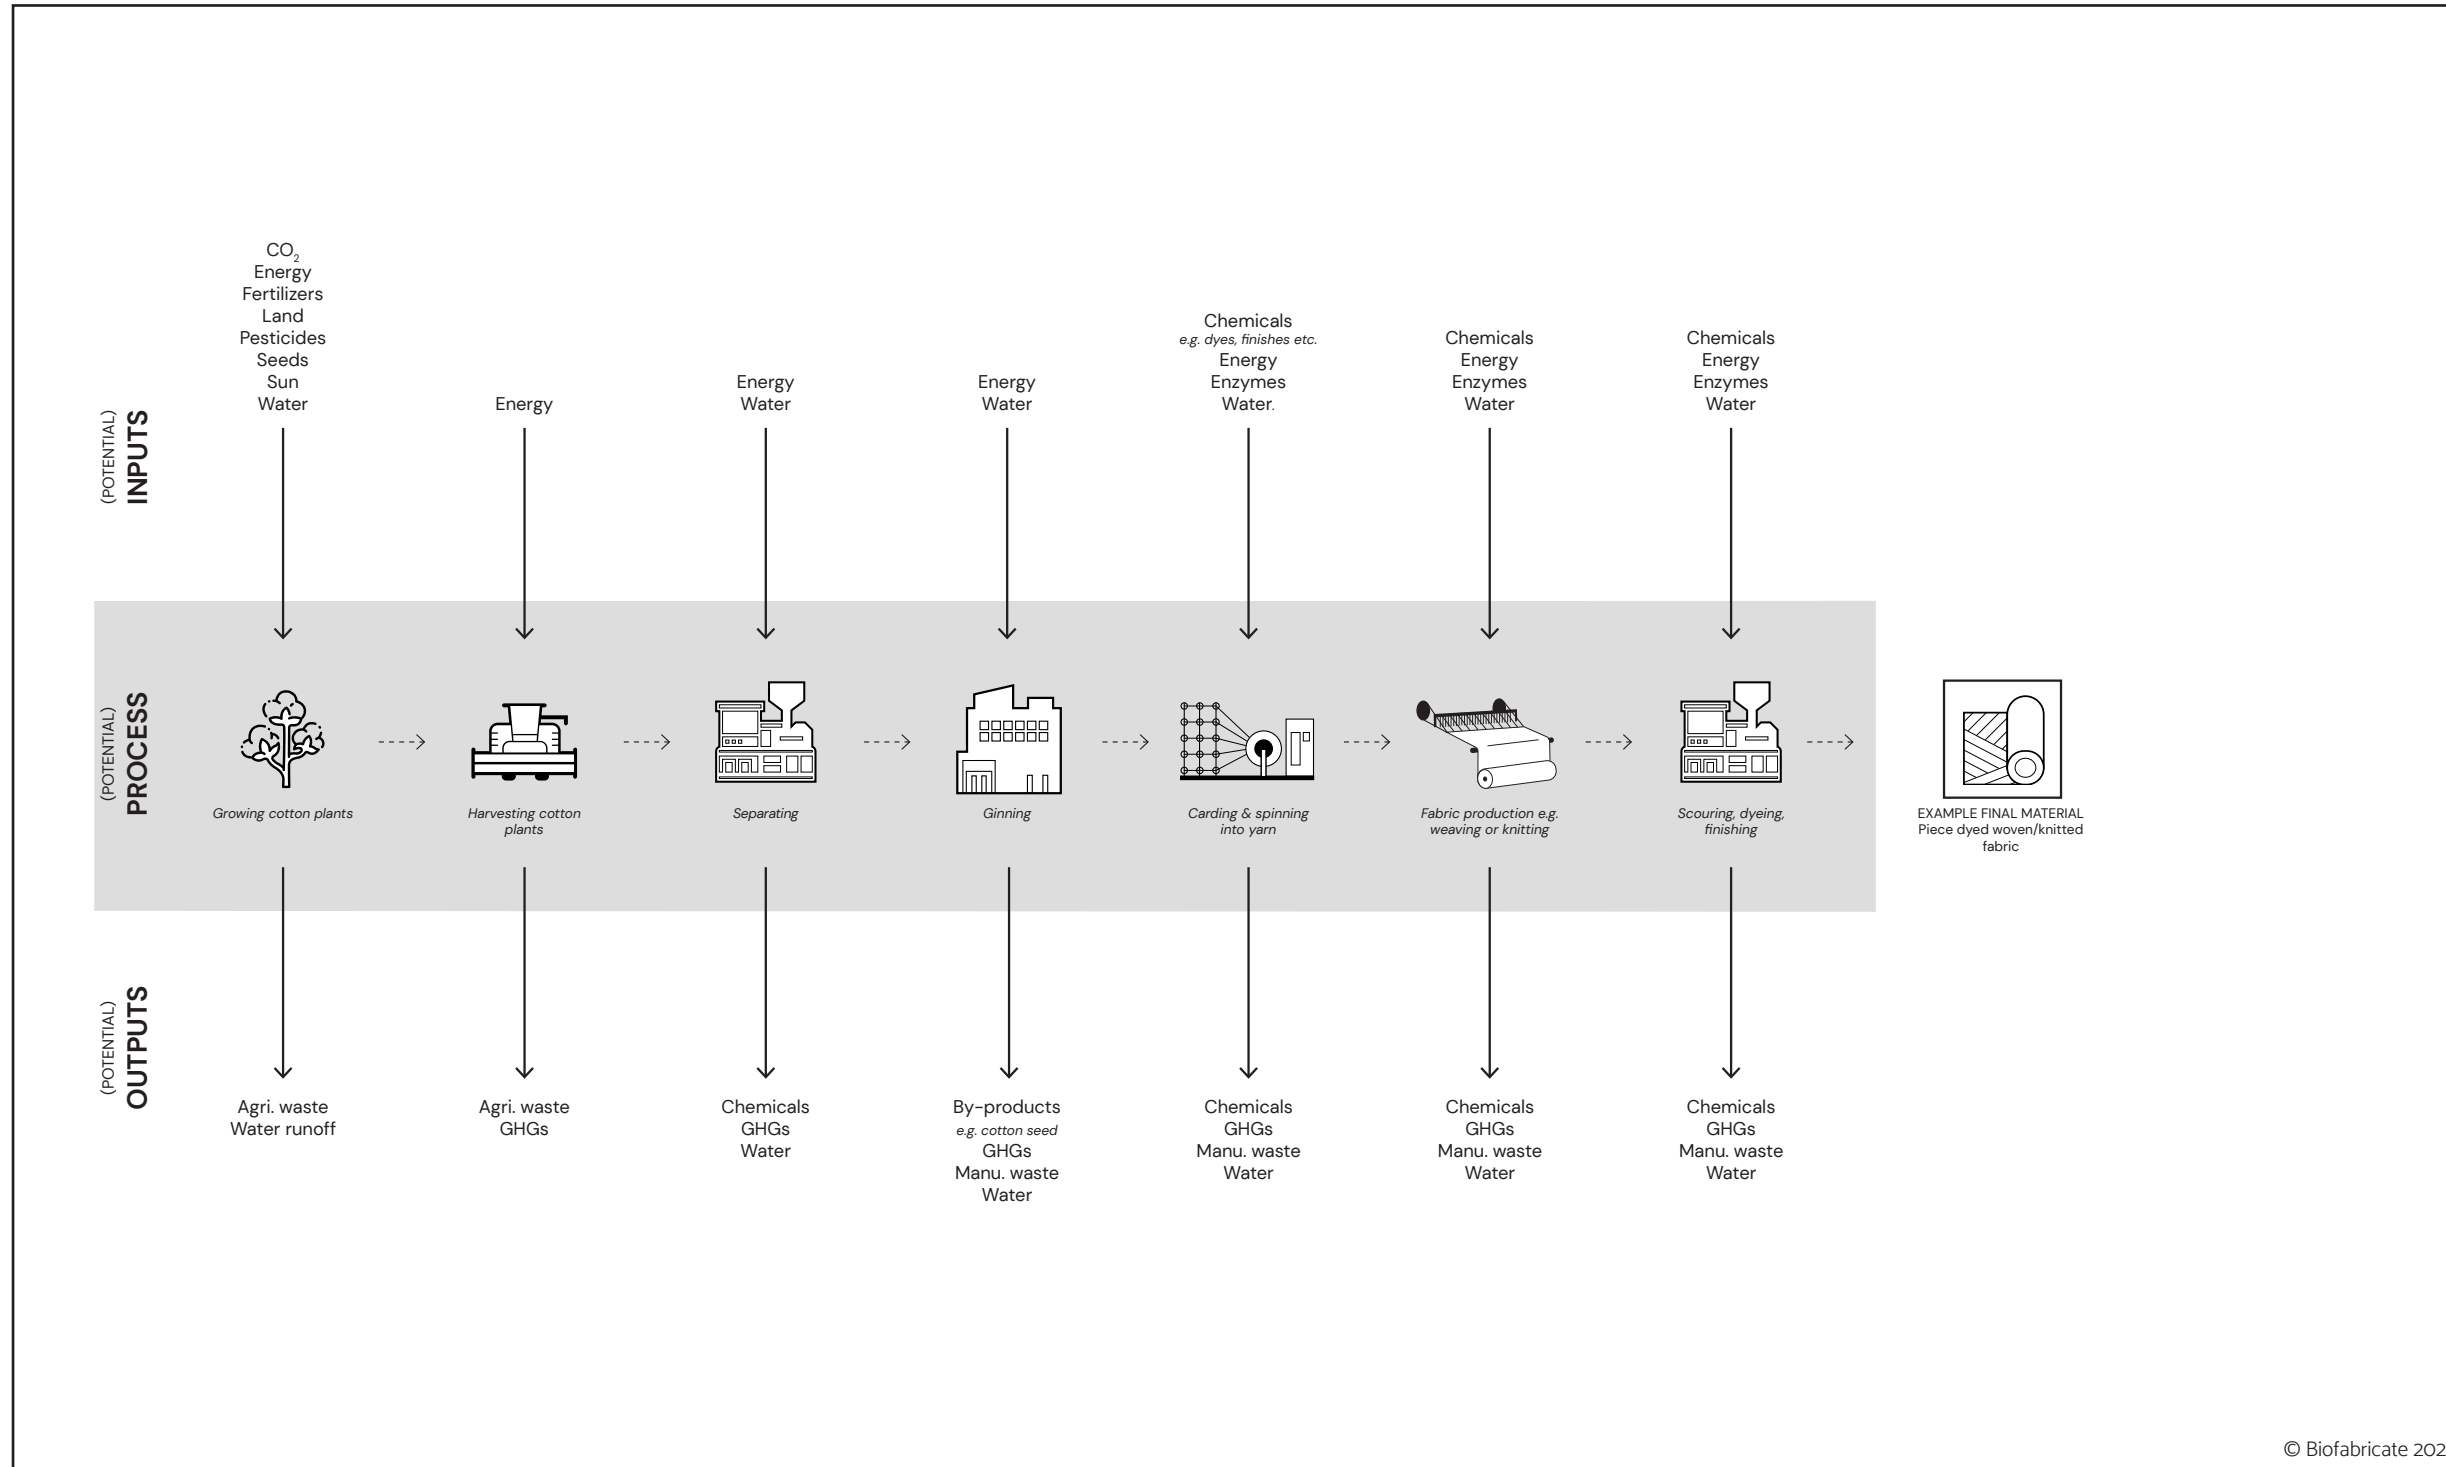 CO2
Energy
Fertilizers
Land
Pesticides
Seeds
Sun
Water
Energy
Energy
Water
Energy
Water
Chemicals
e.g. dyes, finishes etc.
Energy
Enzymes
Water.
Chemicals
Energy
Enzymes
Water
Chemicals
Energy
Enzymes
Water
(POTENTIAL)
INPUTS
(POTENTIAL)
PROCESS
Growing cotton plants
Harvesting cotton
plants
Separating
Ginning
Carding & spinning
into yarn
Fabric production e.g.
weaving or knitting
Scouring, dyeing,
finishing
EXAMPLE FINAL MATERIAL
Piece dyed woven/knitted
fabric
(POTENTIAL)
OUTPUTS
Agri. waste
Water runoff
Agri. waste
GHGs
Chemicals
GHGs
Water
By-products
e.g. cotton seed
GHGs
Manu. waste
Water
Chemicals
GHGs
Manu. waste
Water
Chemicals
GHGs
Manu. waste
Water
Chemicals
GHGs
Manu. waste
Water
© Biofabricate 202